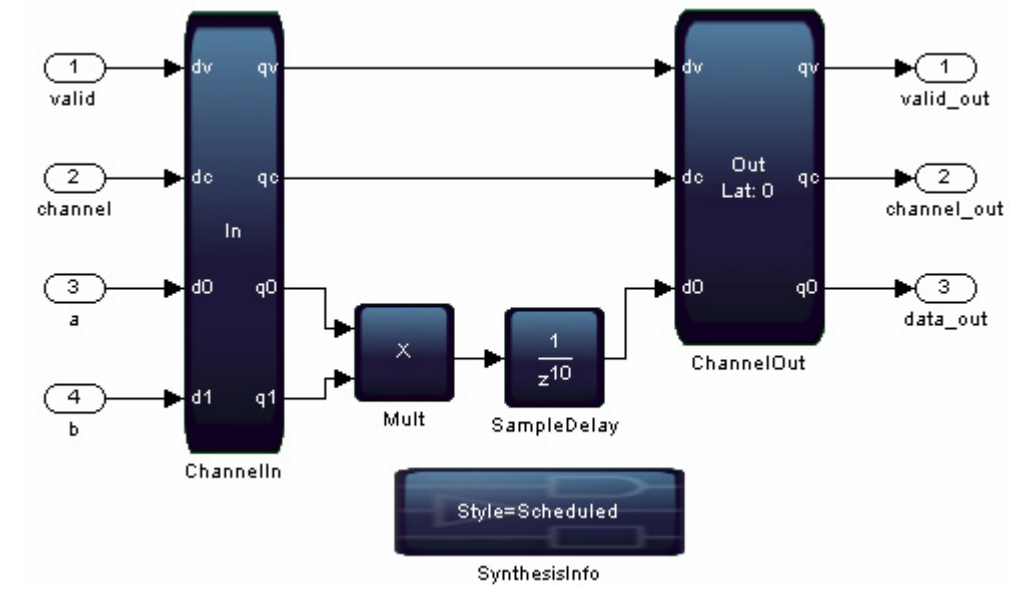 1
valid
2
channel
3
a
4
b
dv qv
dc qc
In
d0 q0
d1 q1
ChannelIn
X
Mult
1
z10
SampleDelay
dv qv
Out
dc qc
Lat: 0
d0 q0
ChannelOut
1
valid_out
2
channel_out
3
data_out
Style=Scheduled
SynthesisInfo